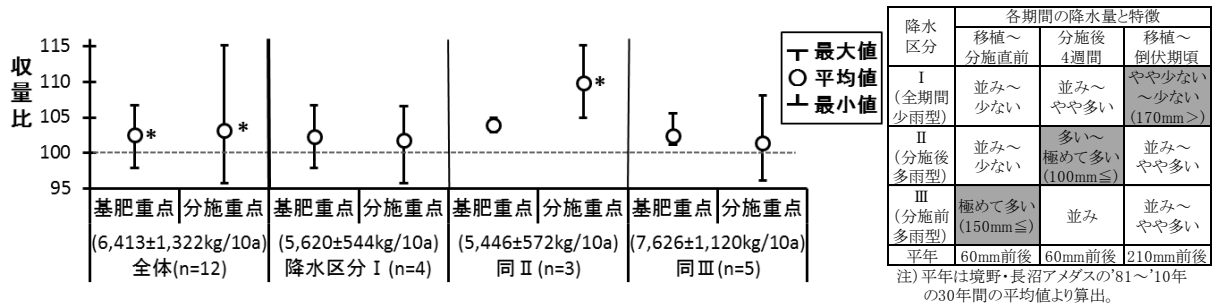 収量比
115
110
105
100
95
*
*
*
最大値
平均値
最小値
基肥重点 分施重点 基肥重点 分施重点 基肥重点 分施重点 基肥重点 分施重点
(6,413±1,322kg/10a) (5,620±544kg/10a) (5,446±572kg/10a) (7,626±1,120kg/10a)
全体(n=12) 降水区分Ⅰ(n=4) 同Ⅱ(n=3) 同Ⅲ(n=5)
降水
区分
各期間の降水量と特徴
移植～
分施直前
分施後
4週間
移植～
倒伏期頃
Ⅰ
(全期間
少雨型)
並み～
少ない
並み～
やや多い
やや少ない
～少ない
(170mm＞)
Ⅱ
(分施後
多雨型)
並み～
少ない
多い～
極めて多い
(100mm≦)
並み～
やや多い
Ⅲ
(分施前
多雨型)
極めて多い
(150mm≦)
並み
並み～
やや多い
平年 60mm前後 60mm前後 210mm前後
注)平年は境野・長沼アメダスの'81～'10年
の30年間の平均値より算出。